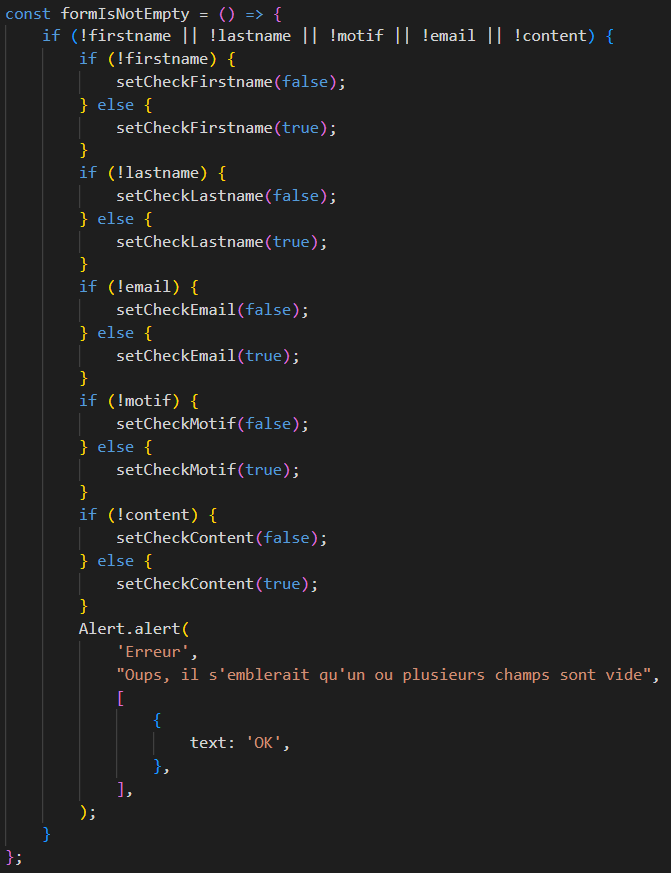 const formIsNotEmpty = () => {
    if (!firstname || !lastname || !motif || !email || !content) {
        if (!firstname) {
            setCheckFirstname(false);
        } else {
            setCheckFirstname(true);
        }
        if (!lastname) {
            setCheckLastname(false);
        } else {
            setCheckLastname(true);
        }
        if (!email) {
            setCheckEmail(false);
        } else {
            setCheckEmail(true);
        }
        if (!motif) {
            setCheckMotif(false);
        } else {
            setCheckMotif(true);
        }
        if (!content) {
            setCheckContent(false);
        } else {
            setCheckContent(true);
        }
        Alert.alert(
            'Erreur',
            "Oups, il s'emblerait qu'un ou plusieurs champs sont vide",
            [
                {
                    text: 'OK',
                },
            ],
        );
    }
};